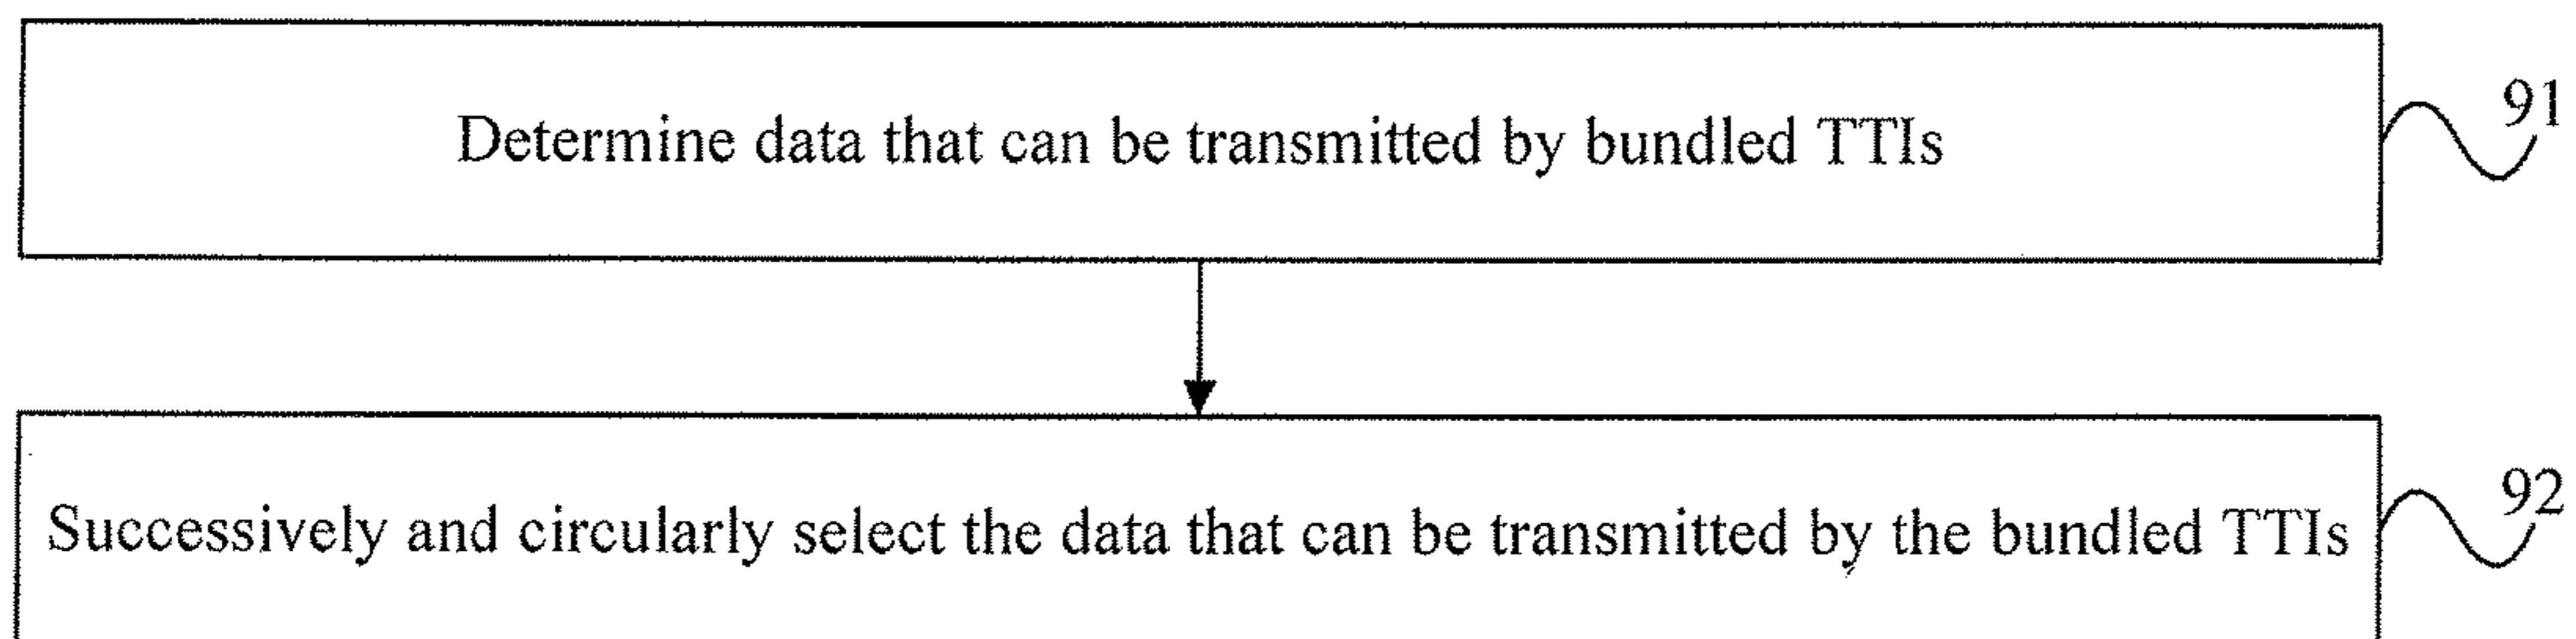 Determine data that can be transmitted by bundled TTIs
91
Successively and circularly select the data that can be transmitted by the bundled TTIs
92